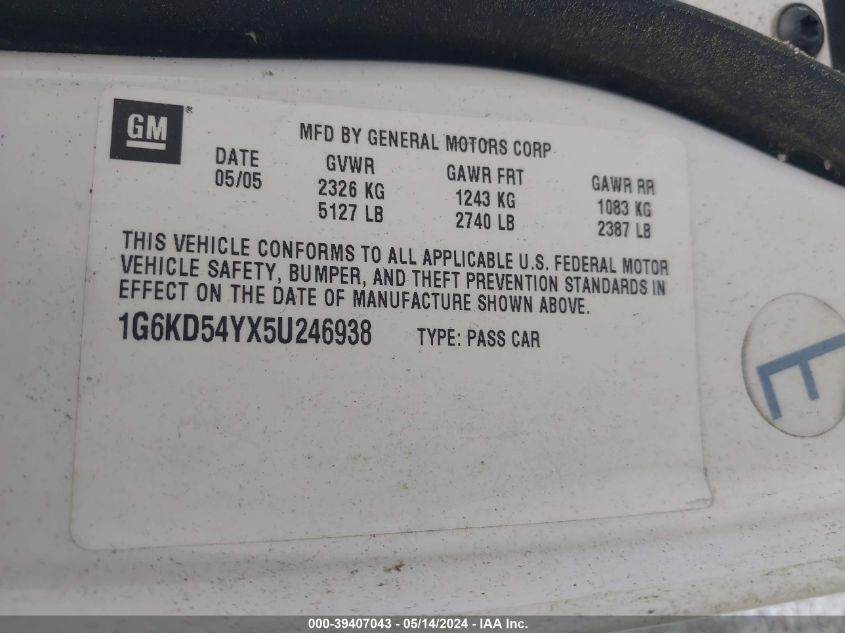 GM®
MFD BY GENERAL MOTORS CORP
DATE GVWR GAWR FRT GAWR RR
05/05 2326 KG 1243 KG 1083 KG
5127 LB 2740 LB 2387 LB
THIS VEHICLE CONFORMS TO ALL APPLICABLE U.S. FEDERAL MOTOR
VEHICLE SAFETY, BUMPER, AND THEFT PREVENTION STANDARDS IN
EFFECT ON THE DATE OF MANUFACTURE SHOWN ABOVE.
1G6KD54YX5U246938 TYPE: PASS CAR
F
000-39407043 - 05/14/2024 - IAAI.COM